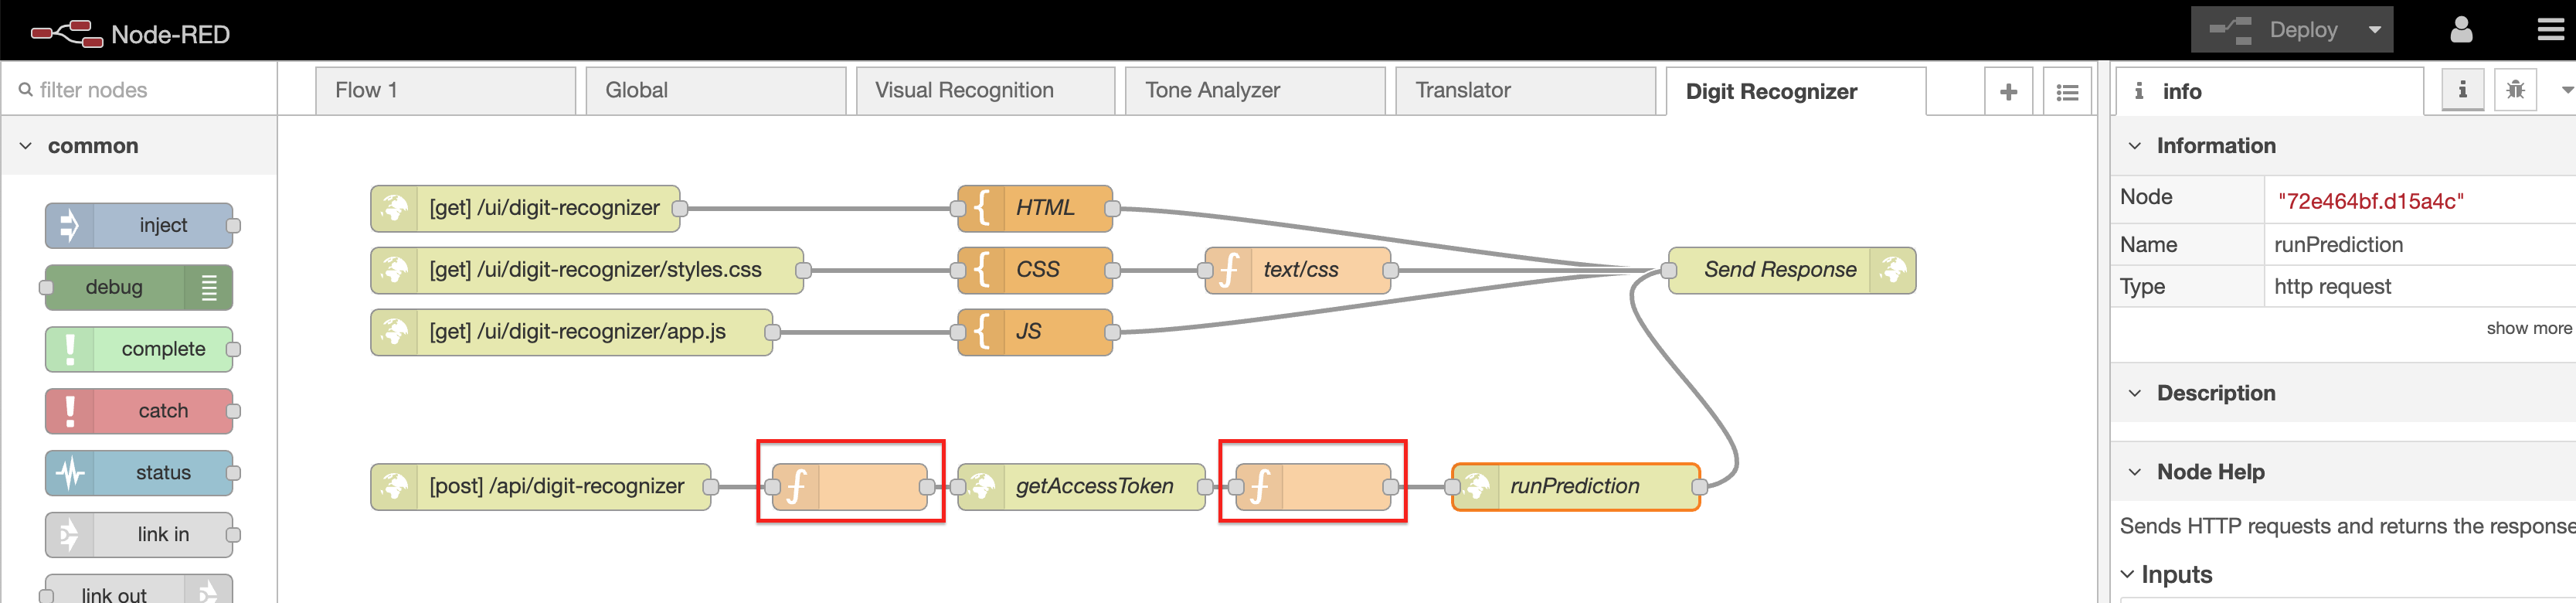 Node-RED
Deploy
filter nodes
Flow 1
Global
Visual Recognition
Tone Analyzer
Translator
Digit Recognizer
info
common
inject
debug
complete
catch
status
link in
link out
[get] /ui/digit-recognizer
HTML
[get] /ui/digit-recognizer/styles.css
CSS
text/css
Send Response
[get] /ui/digit-recognizer/app.js
JS
[post] /api/digit-recognizer
getAccessToken
runPrediction
Information
Node "72e464bf.d15a4c"
Name runPrediction
Type http request
show more
Description
Node Help
Sends HTTP requests and returns the response
Inputs